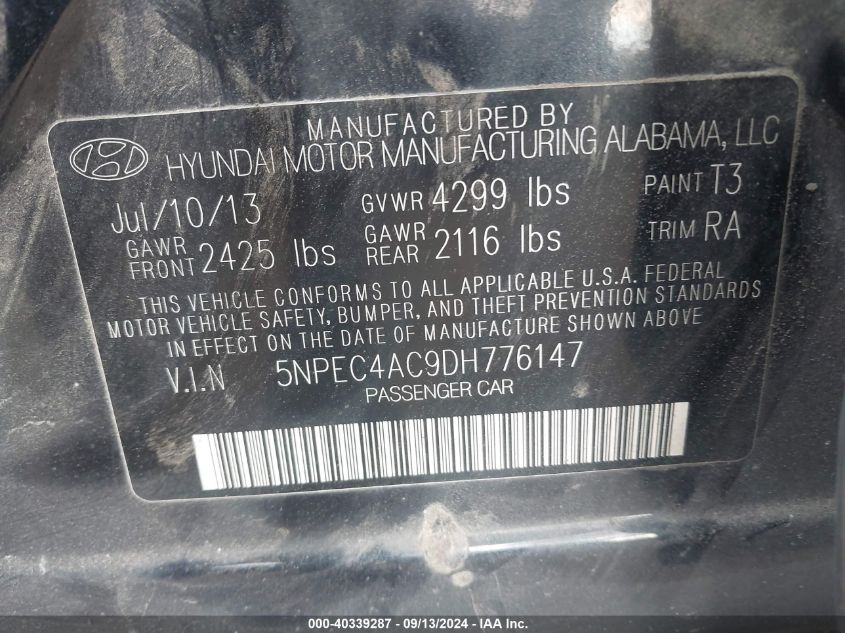 MANUFACTURED BY
HYUNDAI MOTOR MANUFACTURING ALABAMA, LLC
Jul/10/13 GVWR 4299 lbs PAINT T3
GAWR FRONT 2425 lbs GAWR REAR 2116 lbs TRIM RA
THIS VEHICLE CONFORMS TO ALL APPLICABLE U.S.A. FEDERAL
MOTOR VEHICLE SAFETY, BUMPER, AND THEFT PREVENTION STANDARDS
IN EFFECT ON THE DATE OF MANUFACTURE SHOWN ABOVE
V.I.N 5NPEC4AC9DH776147
PASSENGER CAR
000-40339287 - 09/13/2024 - © IAA Inc.